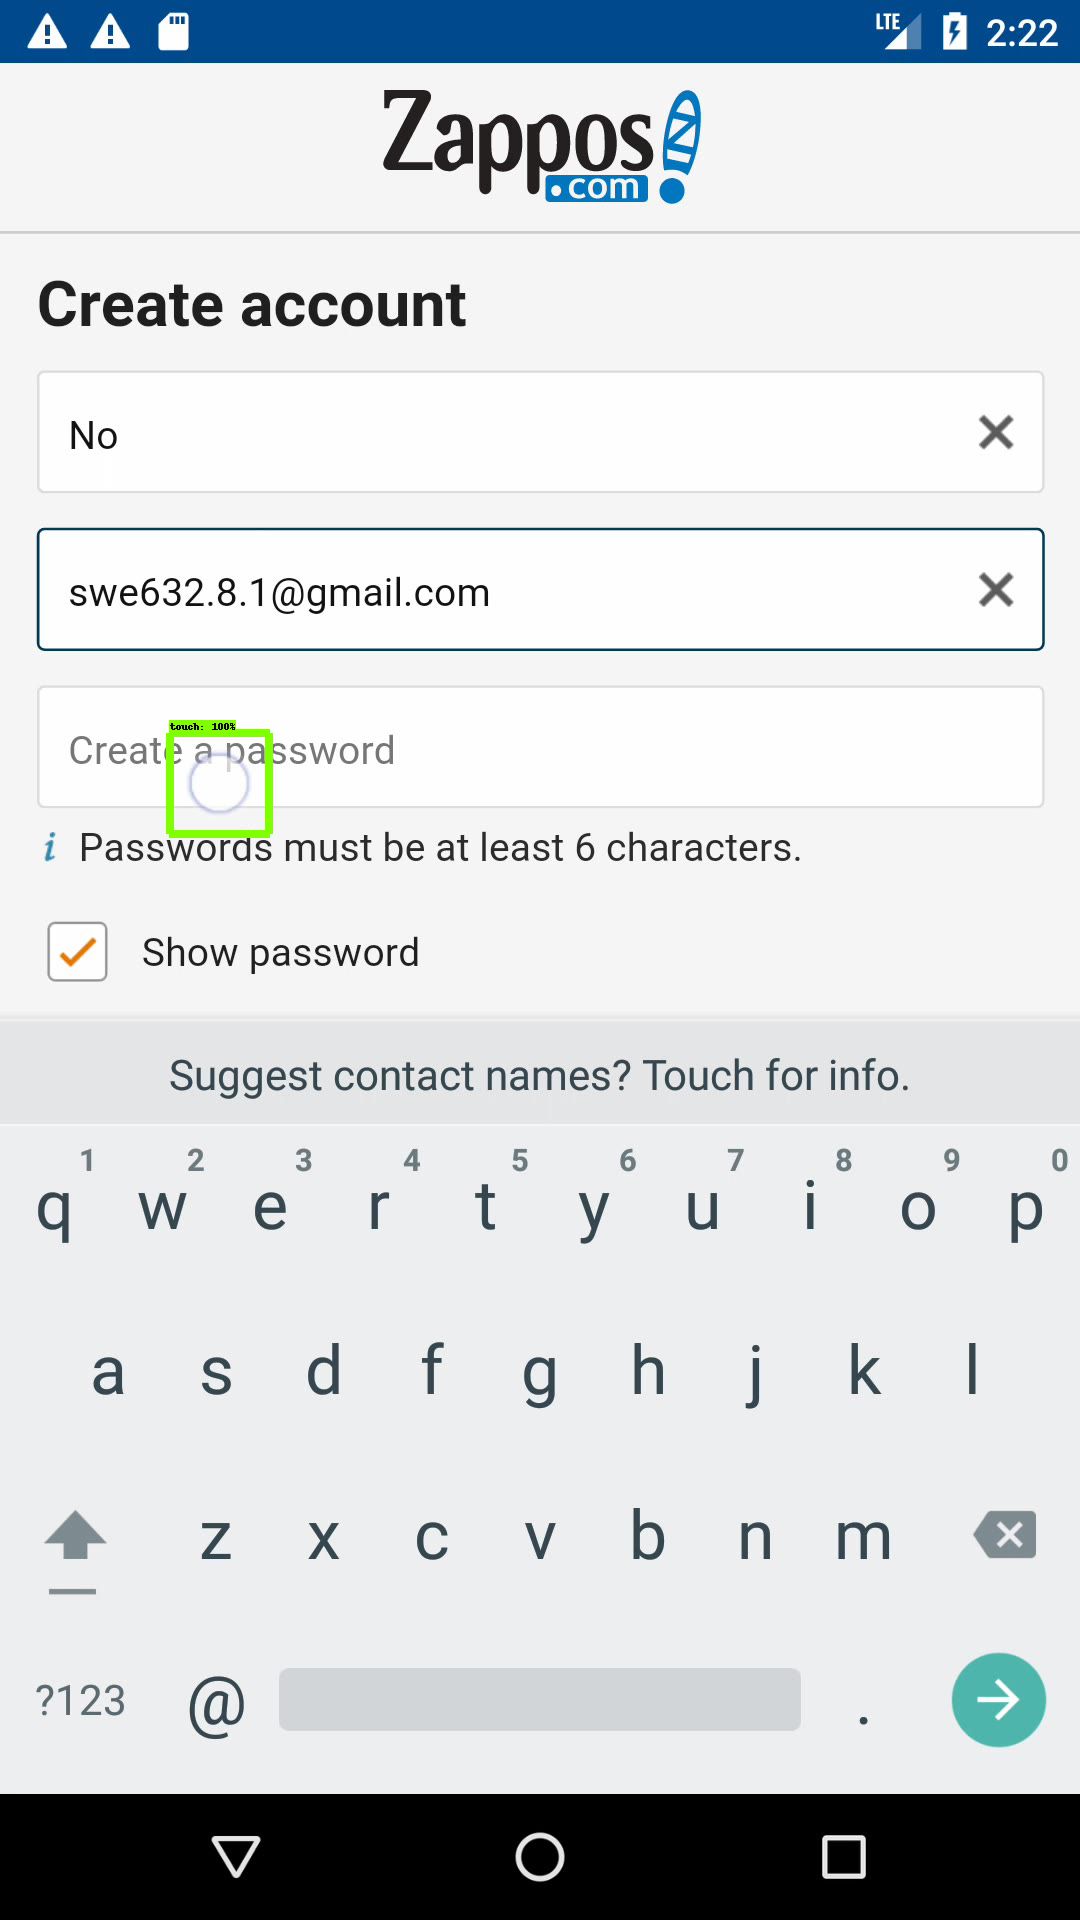 LTE 2:22
Zappos
.com
Create account
No
swe632.8.1@gmail.com
touch: 100%
Create a password
i Passwords must be at least 6 characters.
Show password
Suggest contact names? Touch for info.
1 2 3 4 5 6 7 8 9 0
q w e r t y u i o p
a s d f g h j k l
z x c v b n m
?123 @ .